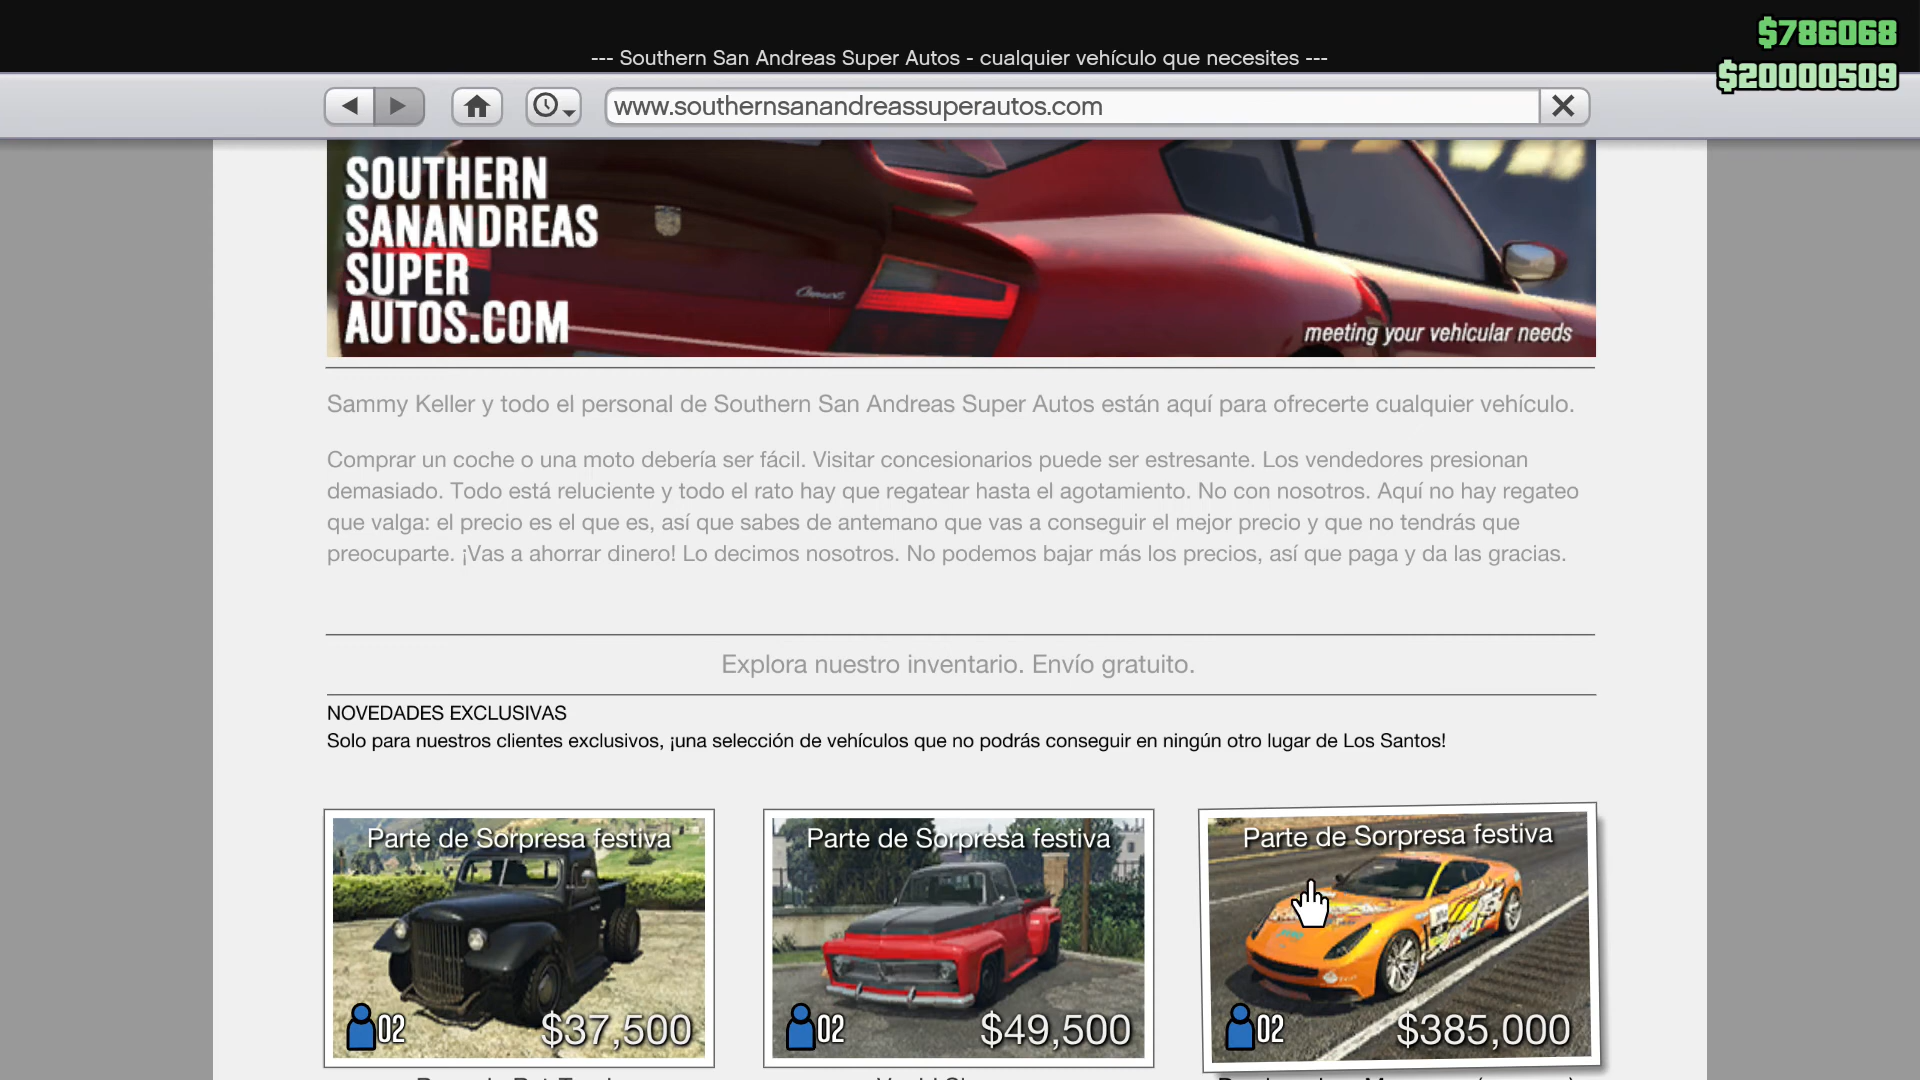 $786068
--- Southern San Andreas Super Autos - cualquier vehículo que necesites ---
$20000509
www.southernsanandreassuperautos.com
SOUTHERN
SANANDREAS
SUPER
AUTOS.COM
meeting your vehicular needs
Sammy Keller y todo el personal de Southern San Andreas Super Autos están aquí para ofrecerte cualquier vehículo.
Comprar un coche o una moto debería ser fácil. Visitar concesionarios puede ser estresante. Los vendedores presionan
demasiado. Todo está reluciente y todo el rato hay que regatear hasta el agotamiento. No con nosotros. Aquí no hay regateo
que valga: el precio es el que es, así que sabes de antemano que vas a conseguir el mejor precio y que no tendrás que
preocuparte. ¡Vas a ahorrar dinero! Lo decimos nosotros. No podemos bajar más los precios, así que paga y da las gracias.
Explora nuestro inventario. Envío gratuito.
NOVEDADES EXCLUSIVAS
Solo para nuestros clientes exclusivos, ¡una selección de vehículos que no podrás conseguir en ningún otro lugar de Los Santos!
Parte de Sorpresa festiva
02
$37,500
Parte de Sorpresa festiva
02
$49,500
Parte de Sorpresa festiva
02
$385,000